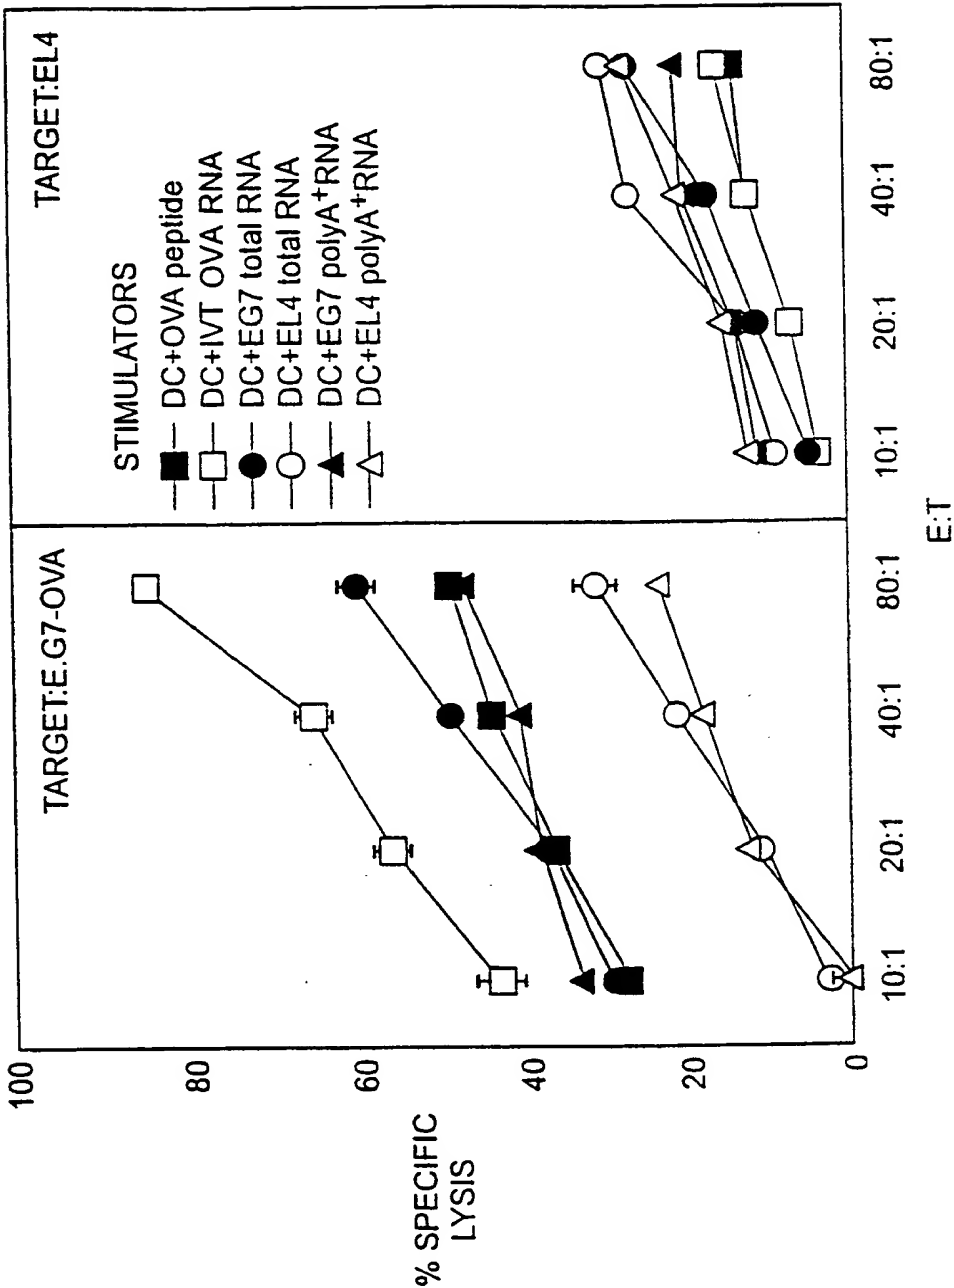 TARGET:E.G7-OVA
TARGET:EL4
STIMULATORS
DC+OVA peptide
DC+IVT OVA RNA
DC+EG7 total RNA
DC+EL4 total RNA
DC+EG7 polyA+RNA
DC+EL4 polyA+RNA
% SPECIFIC
LYSIS
100
80
60
40
20
0
10:1
20:1
40:1
80:1
10:1
20:1
40:1
80:1
E:T